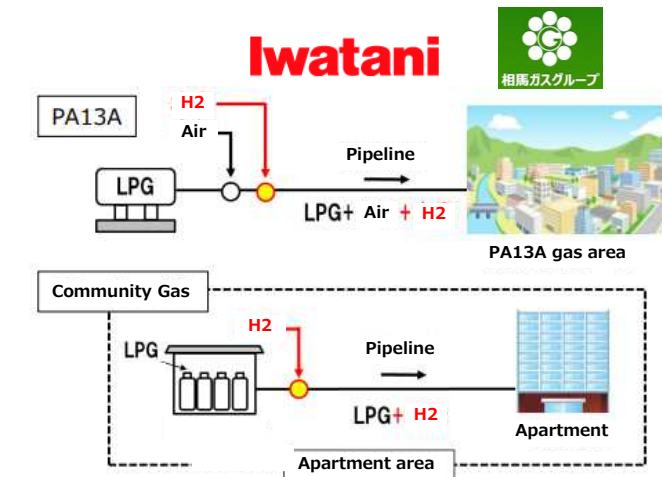 Iwatani
G
相馬ガスグループ
PA13A
H2
Air
LPG
Pipeline
LPG+ Air + H2
PA13A gas area
Community Gas
H2
LPG
Pipeline
LPG+ H2
Apartment
Apartment area